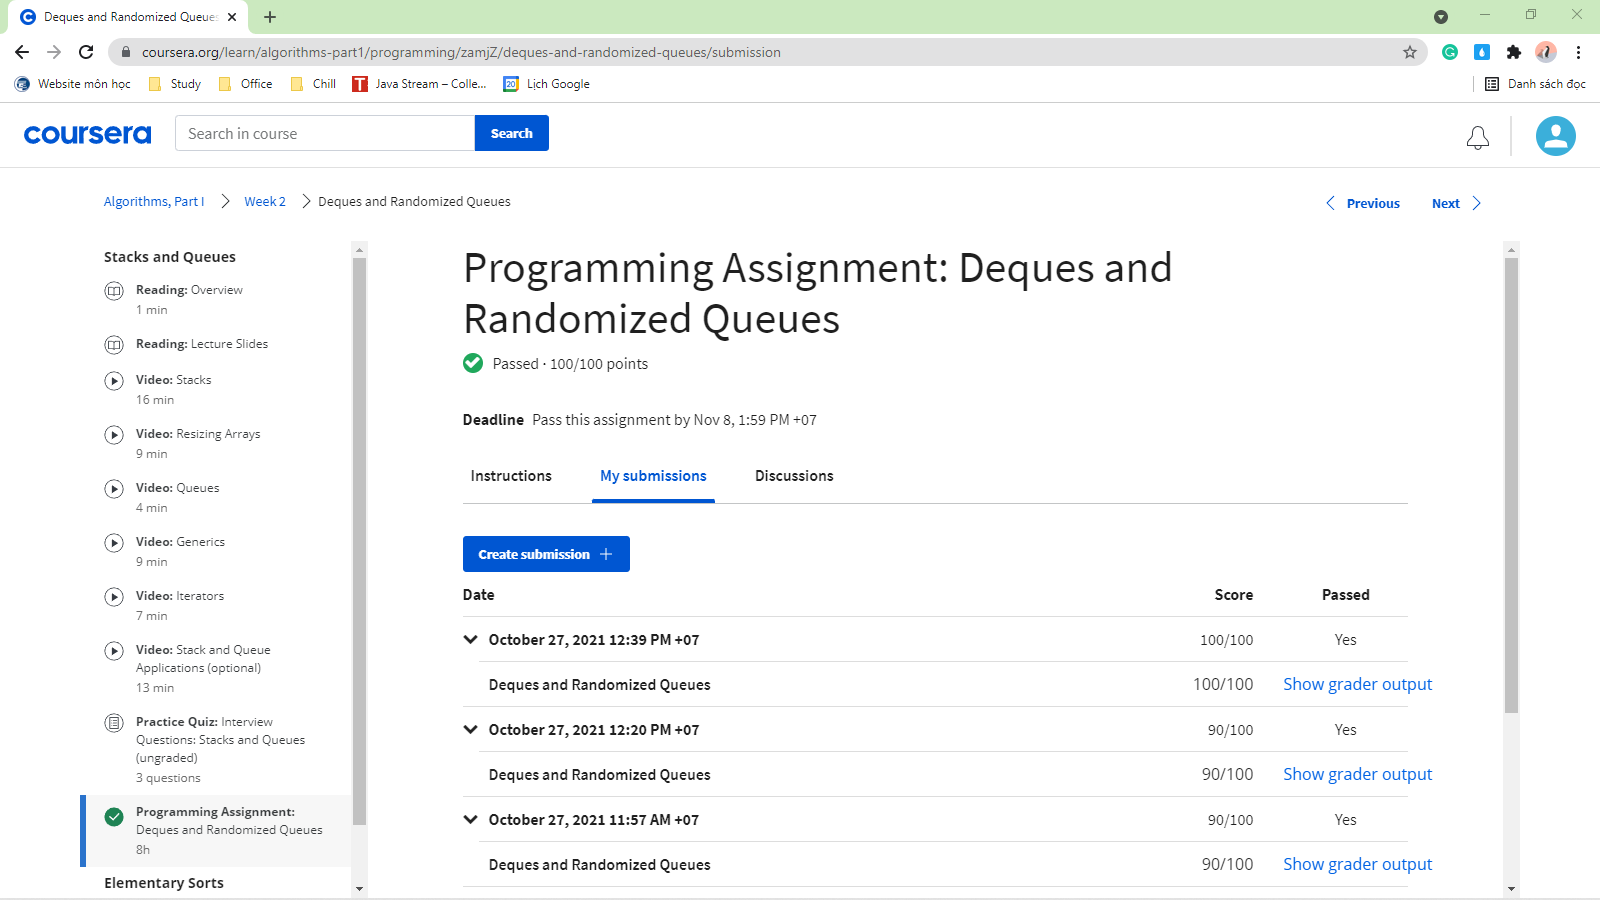 Deques and Randomized Queues
coursera.org/learn/algorithms-part1/programming/zamjZ/deques-and-randomized-queues/submission
Website môn học
Study
Office
Chill
T
Java Stream – Colle...
20
Lịch Google
Danh sách đọc
coursera
Search in course
Search
Algorithms, Part I
Week 2
Deques and Randomized Queues
Previous
Next
Stacks and Queues
Reading: Overview
1 min
Reading: Lecture Slides
Video: Stacks
16 min
Video: Resizing Arrays
9 min
Video: Queues
4 min
Video: Generics
9 min
Video: Iterators
7 min
Video: Stack and Queue
Applications (optional)
13 min
Practice Quiz: Interview
Questions: Stacks and Queues
(ungraded)
3 questions
Programming Assignment:
Deques and Randomized Queues
8h
Elementary Sorts
Programming Assignment: Deques and
Randomized Queues
Passed · 100/100 points
Deadline Pass this assignment by Nov 8, 1:59 PM +07
Instructions
My submissions
Discussions
Create submission +
Date Score Passed
October 27, 2021 12:39 PM +07 100/100 Yes
Deques and Randomized Queues 100/100 Show grader output
October 27, 2021 12:20 PM +07 90/100 Yes
Deques and Randomized Queues 90/100 Show grader output
October 27, 2021 11:57 AM +07 90/100 Yes
Deques and Randomized Queues 90/100 Show grader output